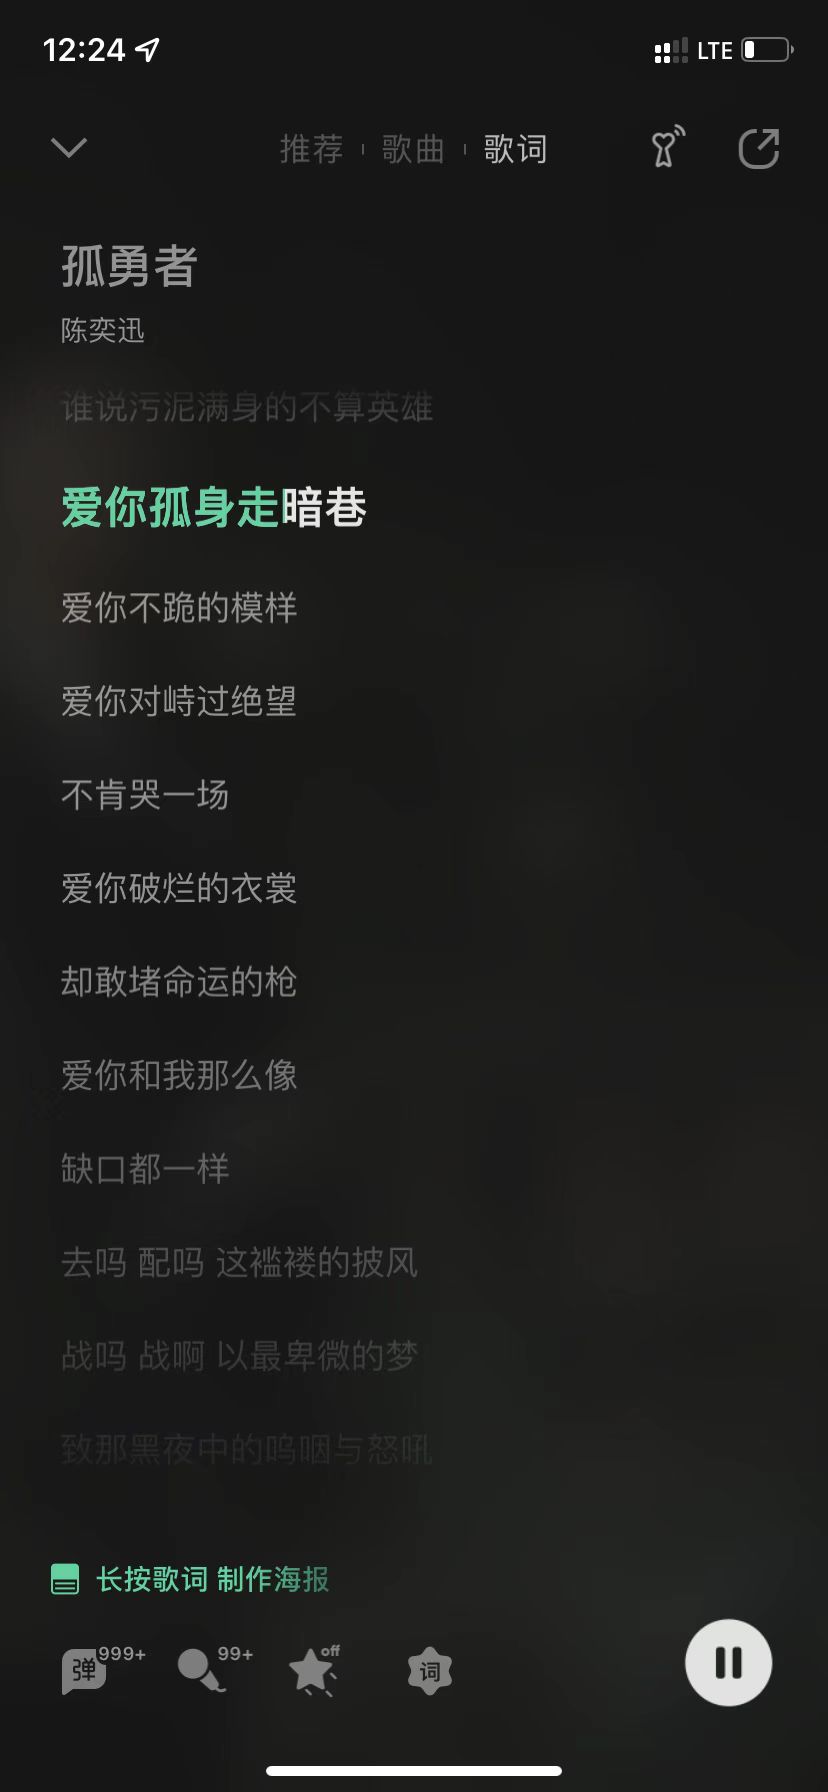 12:24 LTE
推荐 歌曲 歌词
孤勇者
陈奕迅
谁说污泥满身的不算英雄
爱你孤身走暗巷
爱你不跪的模样
爱你对峙过绝望
不肯哭一场
爱你破烂的衣裳
却敢堵命运的枪
爱你和我那么像
缺口都一样
去吗 配吗 这褴褛的披风
战吗 战啊 以最卑微的梦
致那黑夜中的呜咽与怒吼
长按歌词 制作海报
弹 999+ 99+ off 词